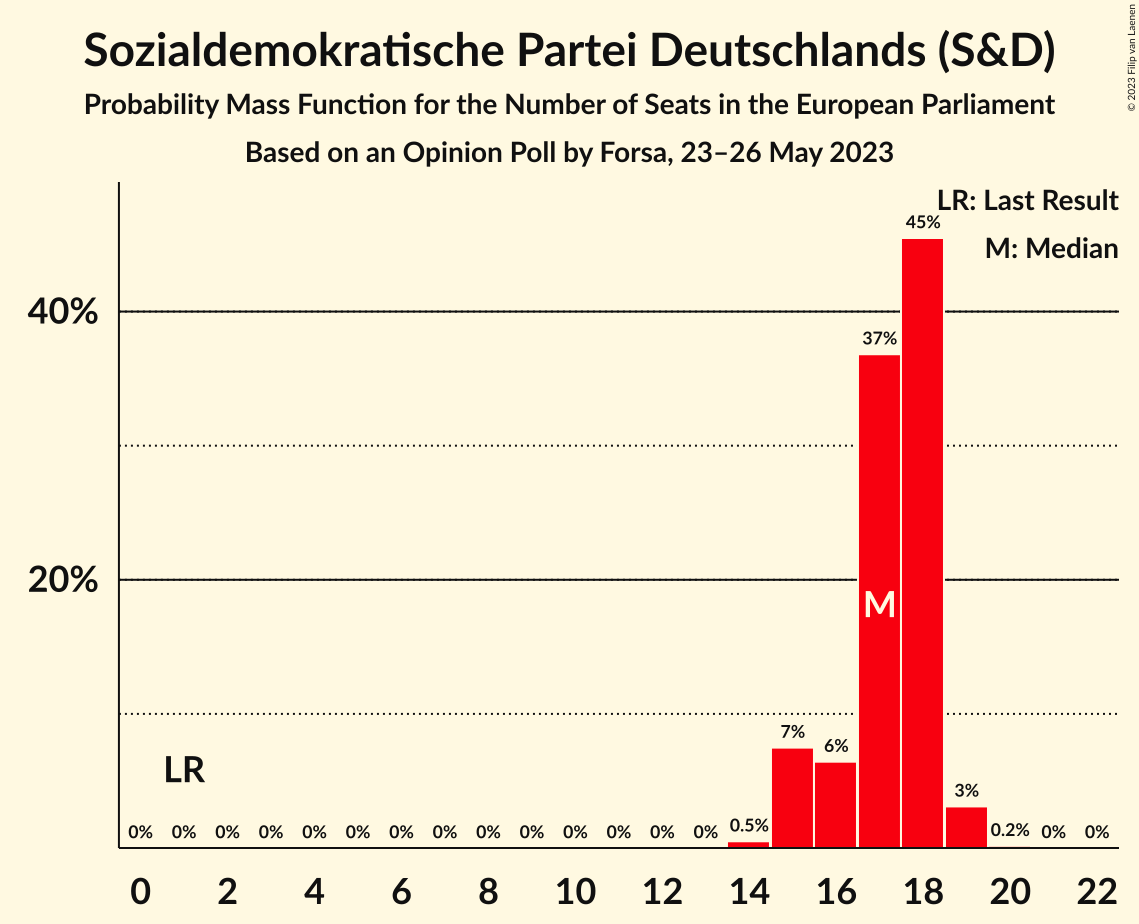 Sozialdemokratische Partei Deutschlands (S&D)
Probability Mass Function for the Number of Seats in the European Parliament
Based on an Opinion Poll by Forsa, 23–26 May 2023
© 2023 Filip van Laenen
LR: Last Result
M: Median
45%
40%
37%
20%
M
7%
6%
LR
3%
0% 0% 0% 0% 0% 0% 0% 0% 0% 0% 0% 0% 0% 0% 0.5% 0.2% 0% 0%
0 2 4 6 8 10 12 14 16 18 20 22